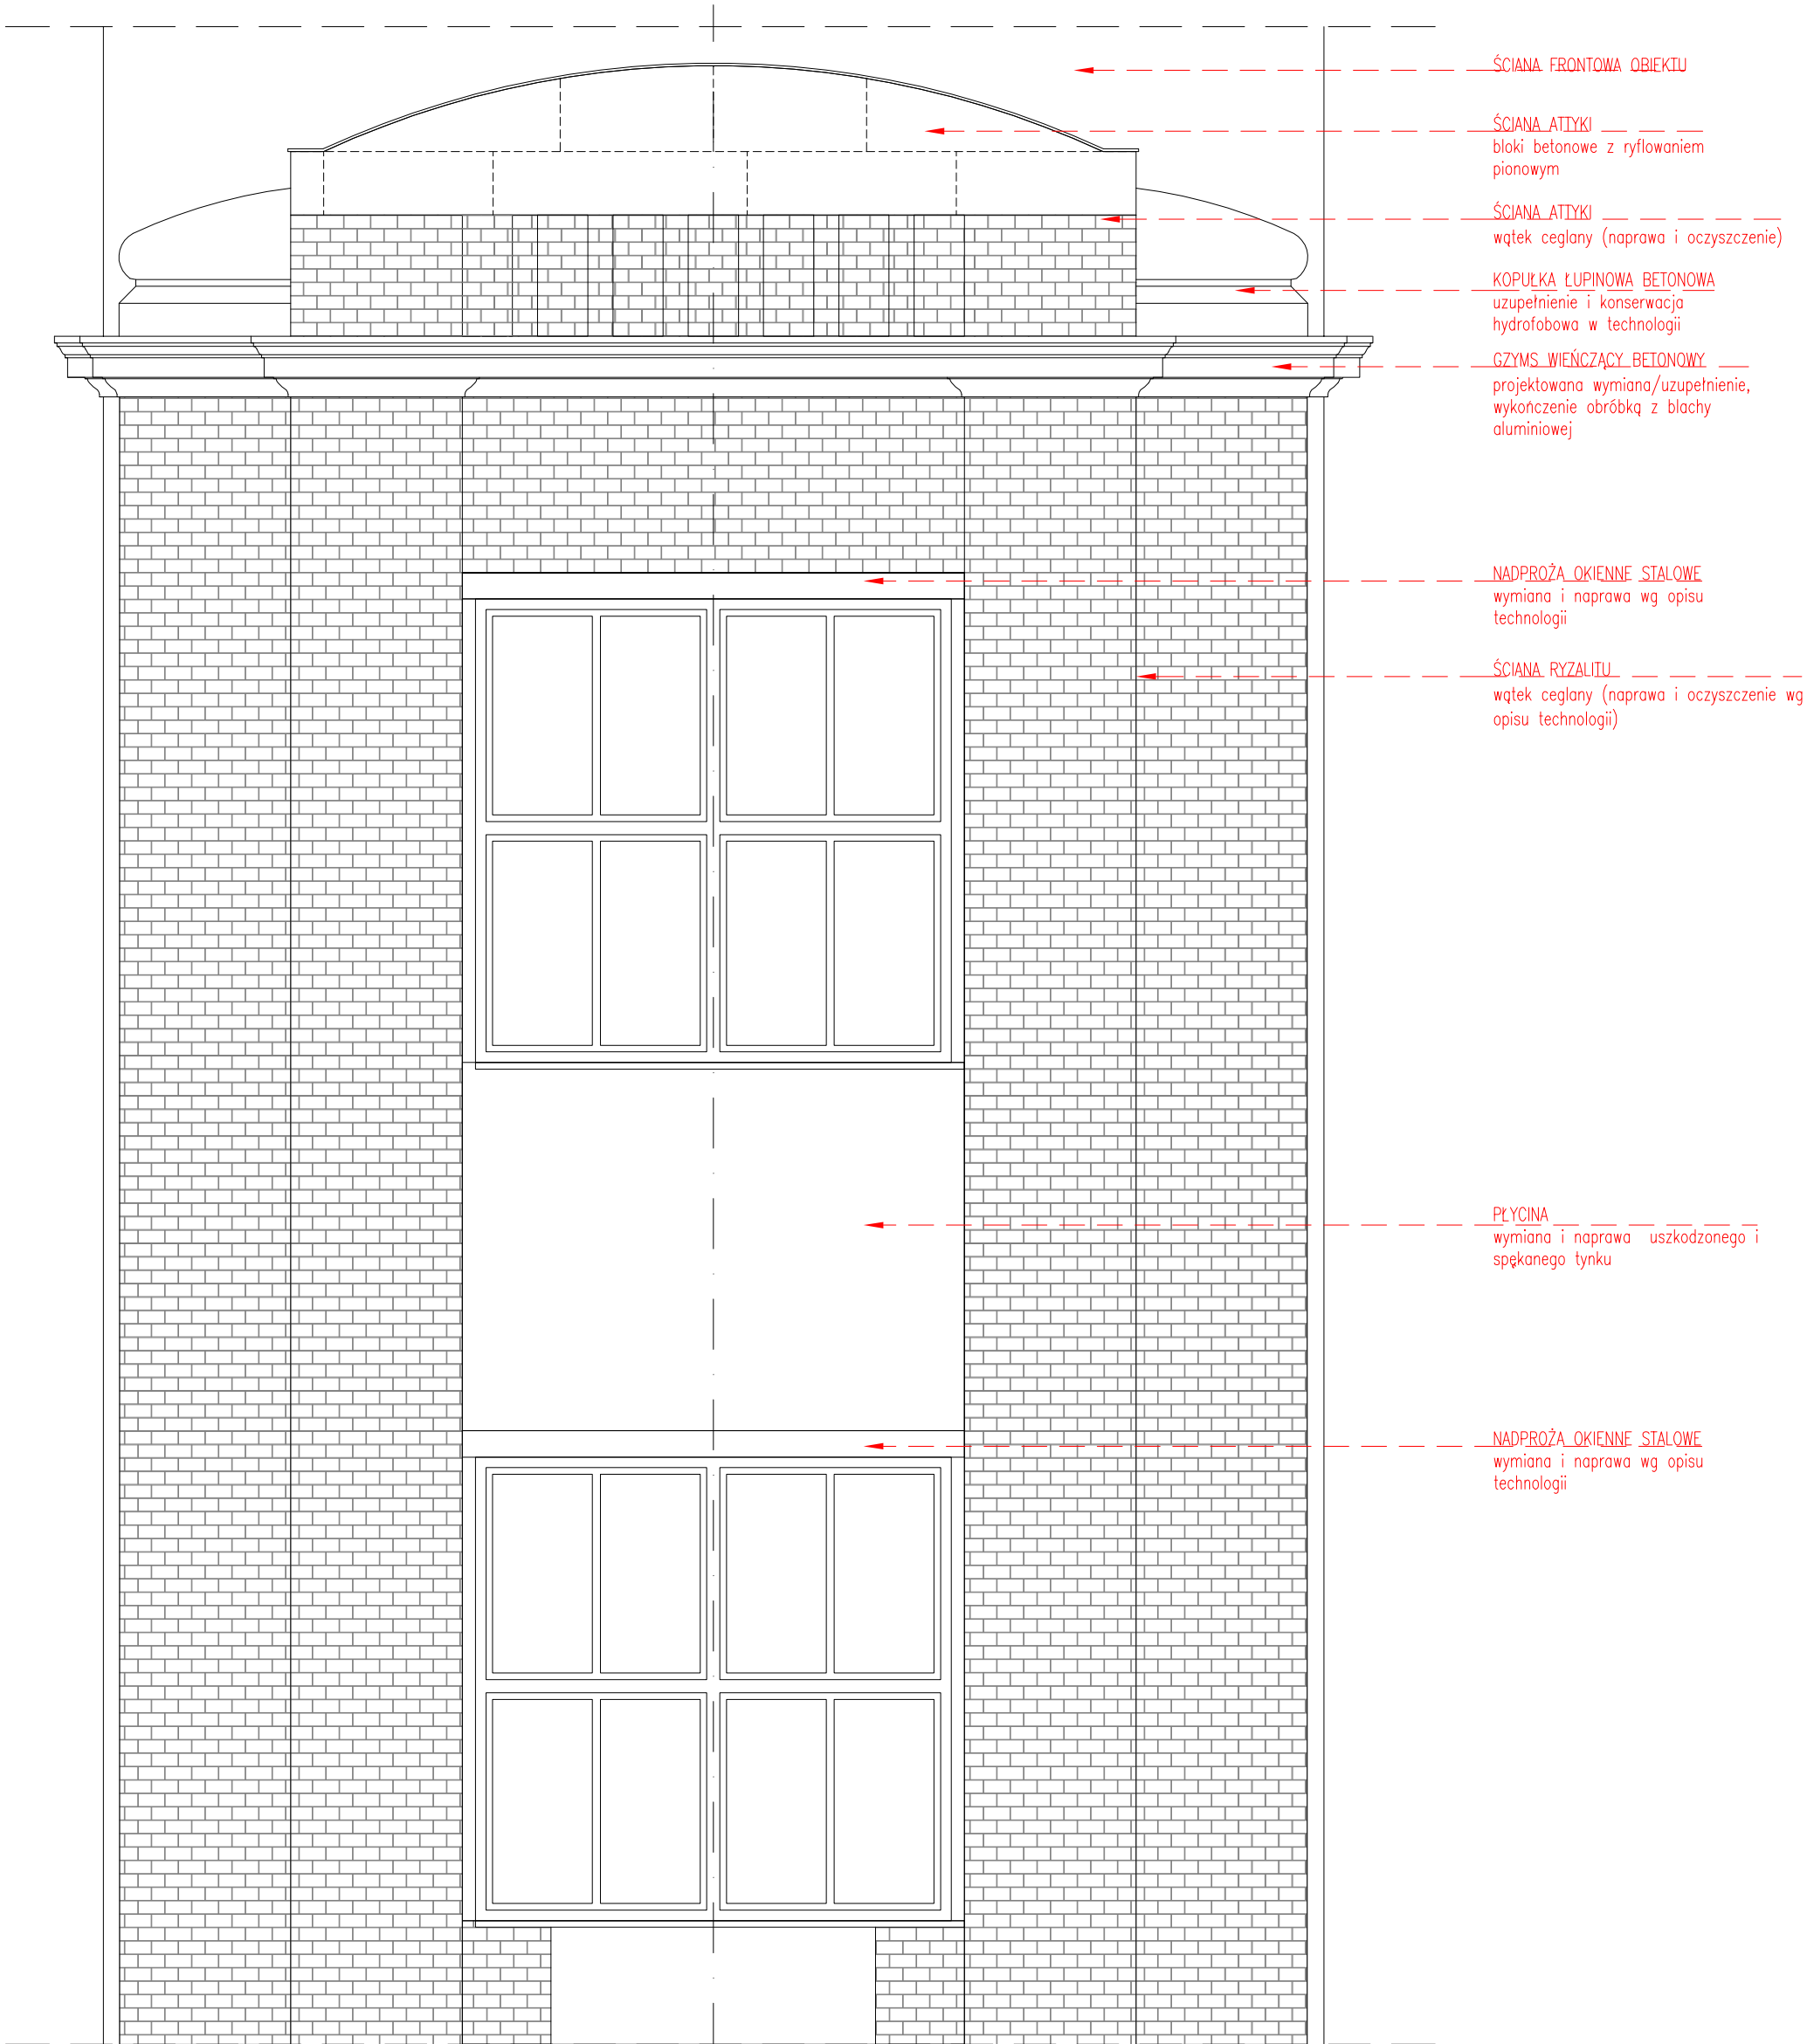 ŚCIANA FRONTOWA OBIEKTU
ŚCIANA ATTYKI
bloki betonowe z ryflowaniem
pionowym
ŚCIANA ATTYKI
wątek ceglany (naprawa i oczyszczenie)
KOPUŁKA ŁUPINOWA BETONOWA
uzupełnienie i konserwacja
hydrofobowa w technologii
GZYMS WIEŃCZĄCY BETONOWY
projektowana wymiana/uzupełnienie,
wykończenie obróbką z blachy
aluminiowej
NADPROŻA OKIENNE STALOWE
wymiana i naprawa wg opisu
technologii
ŚCIANA RYZALITU
wątek ceglany (naprawa i oczyszczenie wg
opisu technologii)
PŁYCINA
wymiana i naprawa uszkodzonego i
spękanego tynku
NADPROŻA OKIENNE STALOWE
wymiana i naprawa wg opisu
technologii